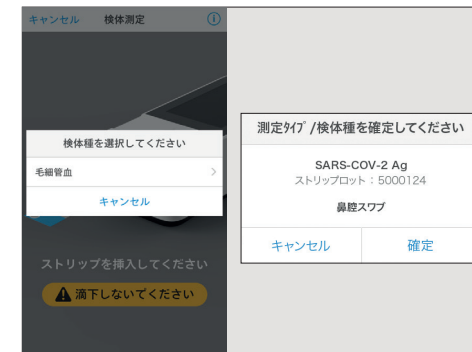 キャンセル 検体測定
検体種を選択してください
毛細管血
キャンセル
ストリップを挿入してください
滴下しないでください
測定ﾀｲﾌﾟ/検体種を確定してください
SARS-COV-2 Ag
ストリップロット：5000124
鼻腔スワブ
キャンセル 確定